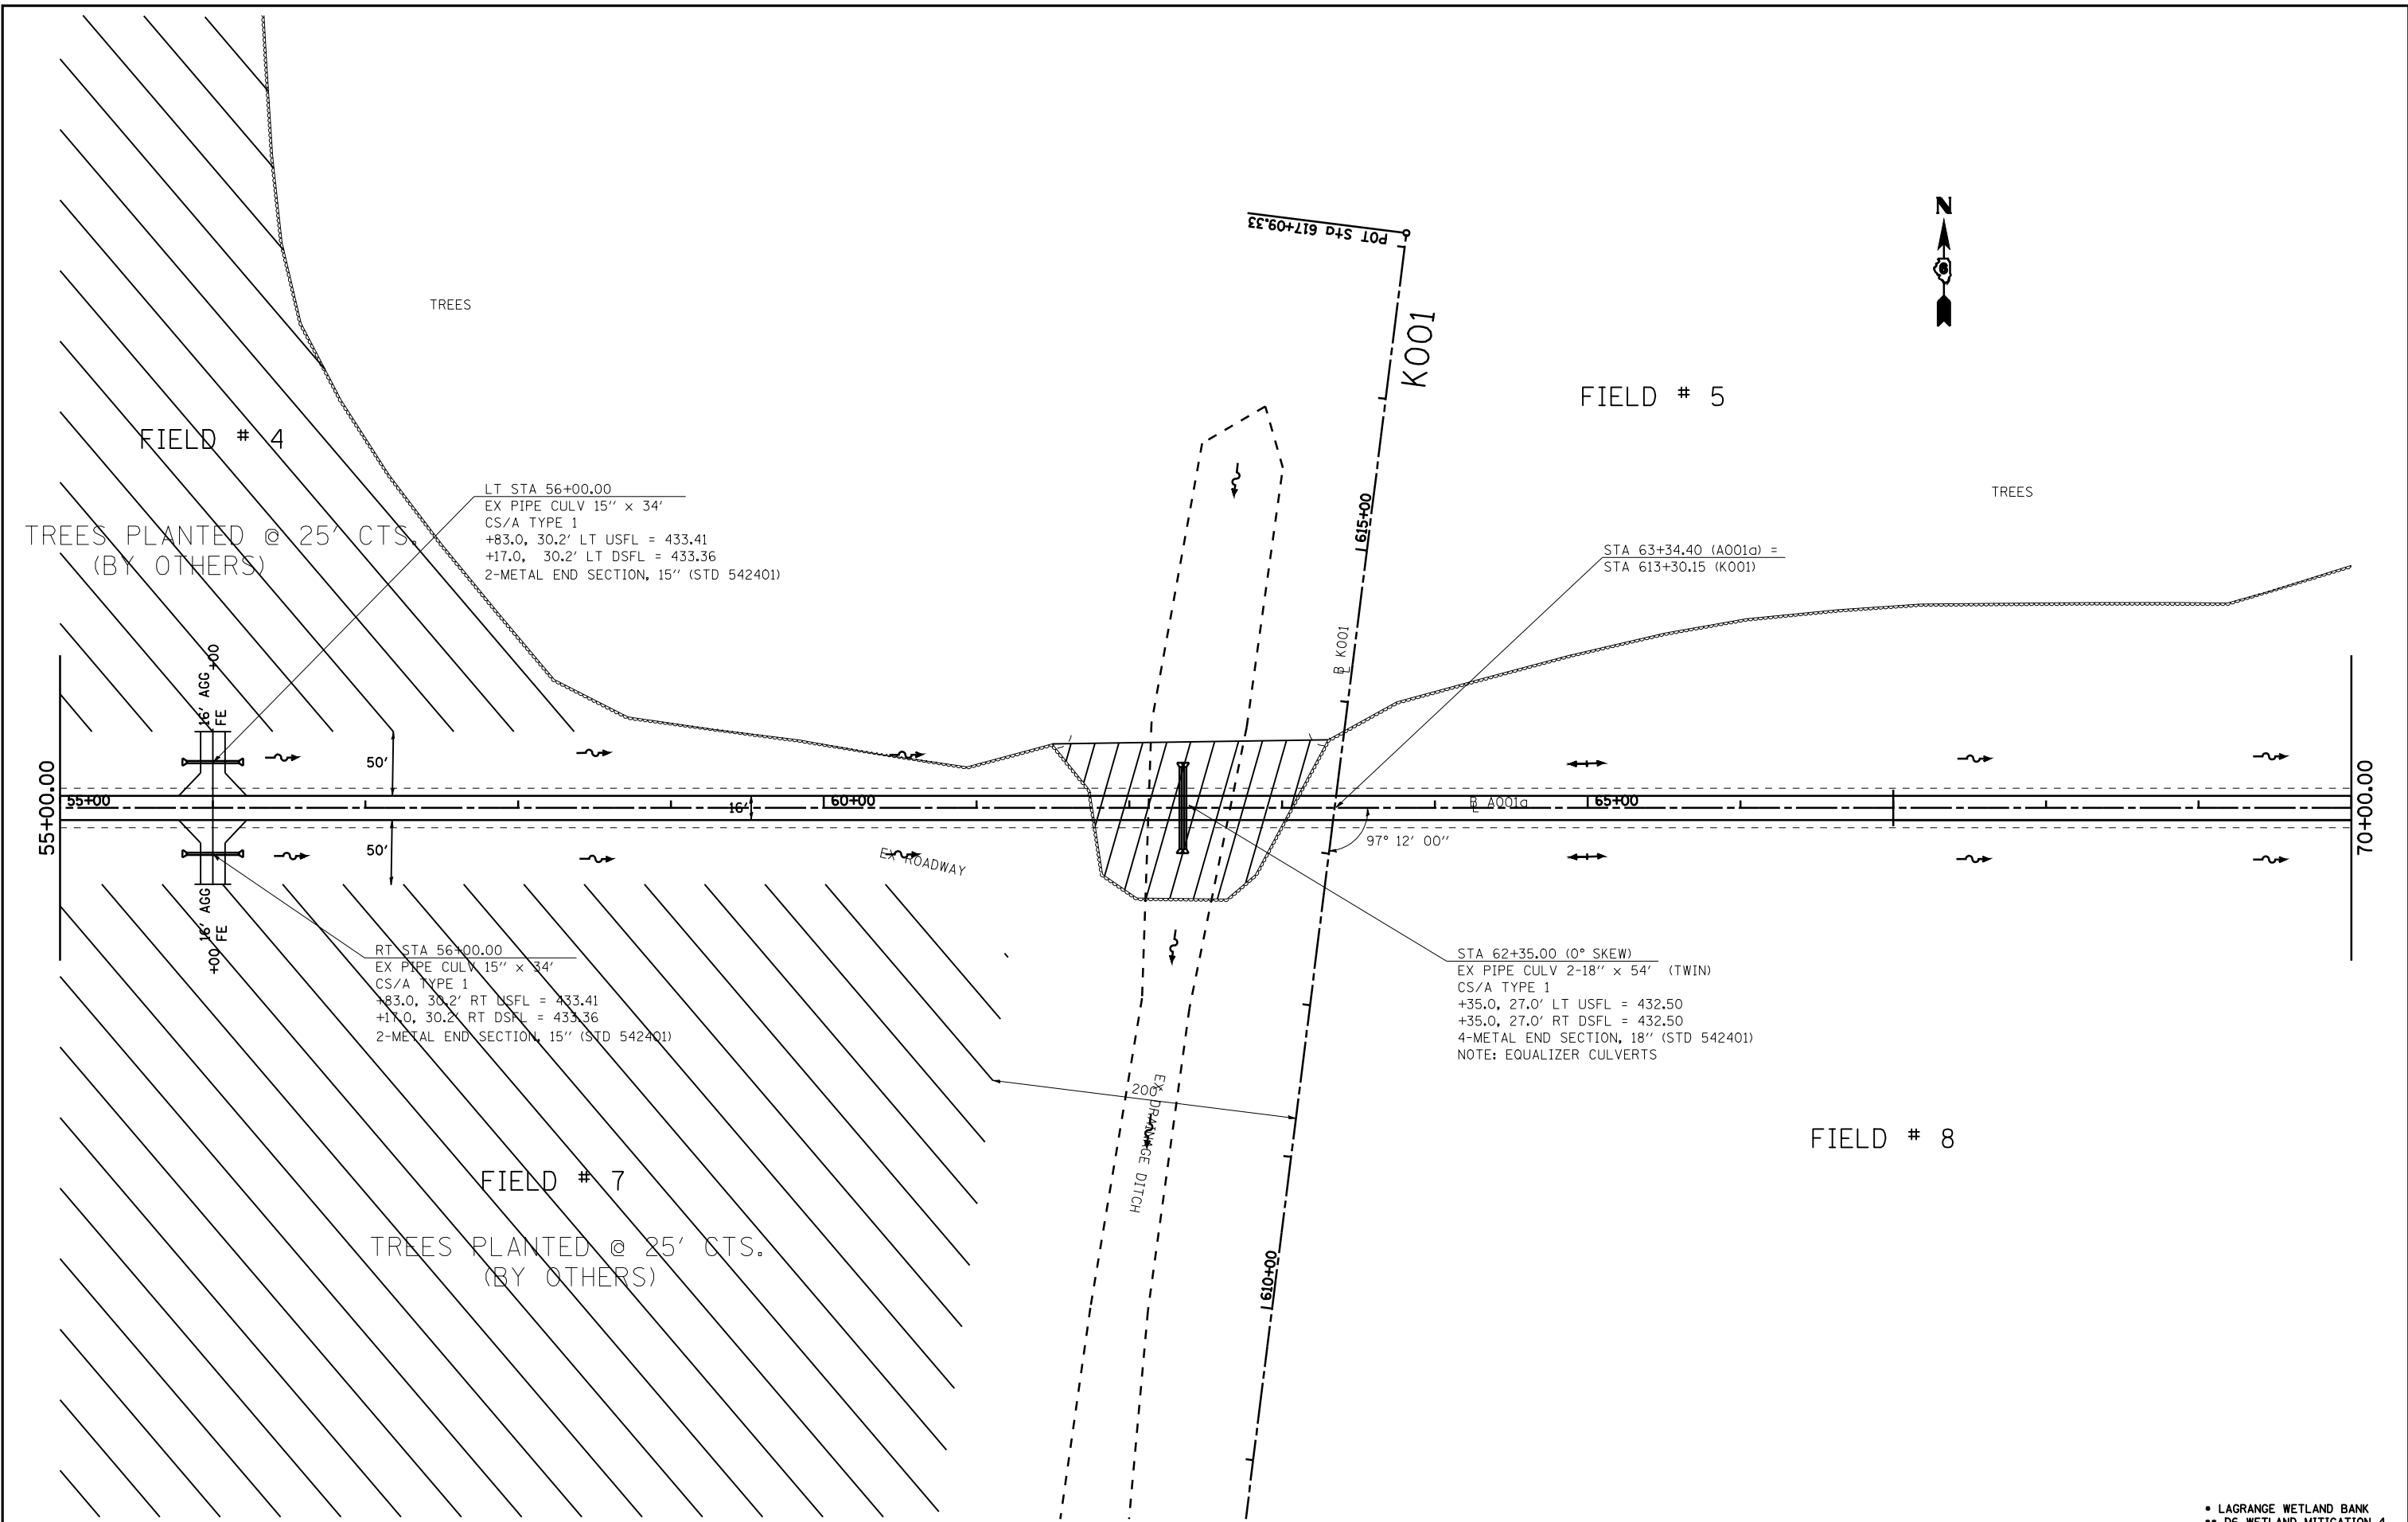 POT Sta 617+09.33
N
6
K001
TREES
FIELD # 5
FIELD # 4
LT STA 56+00.00
EX PIPE CULV 15" x 34'
CS/A TYPE 1
+83.0, 30.2' LT USFL = 433.41
+17.0, 30.2' LT DSFL = 433.36
2-METAL END SECTION, 15" (STD 542401)
TREES
TREES PLANTED @ 25' CTS.
(BY OTHERS)
615+00
STA 63+34.40 (A001a) =
STA 613+30.15 (K001)
BL K001
16' AGG FE
+00
50'
55+00.00
55+00
16'
60+00
BL A001a
65+00
70+00.00
97° 12' 00"
50'
EX ROADWAY
16' AGG FE
+00
RT STA 56+00.00
EX PIPE CULV 15" x 34'
CS/A TYPE 1
+83.0, 30.2' RT USFL = 433.41
+17.0, 30.2' RT DSFL = 433.36
2-METAL END SECTION, 15" (STD 542401)
STA 62+35.00 (0° SKEW)
EX PIPE CULV 2-18" x 54' (TWIN)
CS/A TYPE 1
+35.0, 27.0' LT USFL = 432.50
+35.0, 27.0' RT DSFL = 432.50
4-METAL END SECTION, 18" (STD 542401)
NOTE: EQUALIZER CULVERTS
200'
EX DRAINAGE DITCH
FIELD # 8
FIELD # 7
TREES PLANTED @ 25' CTS.
(BY OTHERS)
610+00
• LAGRANGE WETLAND BANK
•• D6 WETLAND MITIGATION 4